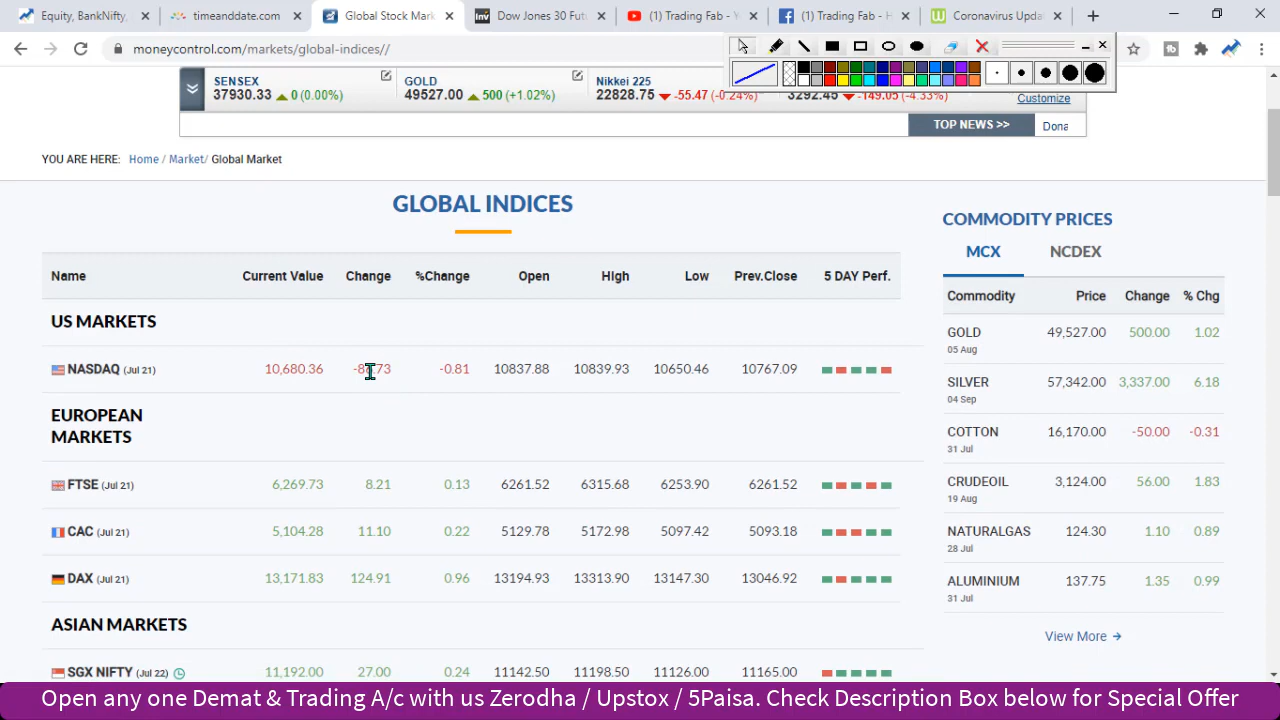 Equity, BankNifty,
timeanddate.com
Global Stock Mark
Dow Jones 30 Fut
(1) Trading Fab - Y
(1) Trading Fab - H
Coronavirus Upda
moneycontrol.com/markets/global-indices//
SENSEX
37930.33 0 (0.00%)
GOLD
49527.00 500 (+1.02%)
Nikkei 225
22828.75 -55.47 (-0.24%)
3292.45 -149.05 (-4.33%)
Customize
TOP NEWS >>
Dona
YOU ARE HERE: Home / Market/ Global Market
GLOBAL INDICES
Name Current Value Change %Change Open High Low Prev.Close 5 DAY Perf.
US MARKETS
NASDAQ (Jul 21) 10,680.36 -0.81 10837.88 10839.93 10650.46 10767.09
EUROPEAN
MARKETS
FTSE (Jul 21) 6,269.73 8.21 0.13 6261.52 6315.68 6253.90 6261.52
CAC (Jul 21) 5,104.28 11.10 0.22 5129.78 5172.98 5097.42 5093.18
DAX (Jul 21) 13,171.83 124.91 0.96 13194.93 13313.90 13147.30 13046.92
ASIAN MARKETS
SGX NIFTY (Jul 22) 11,192.00 27.00 0.24 11142.50 11198.50 11126.00 11165.00
COMMODITY PRICES
MCX NCDEX
Commodity Price Change % Chg
GOLD 49,527.00 500.00 1.02
05 Aug
SILVER 57,342.00 3,337.00 6.18
04 Sep
COTTON 16,170.00 -50.00 -0.31
31 Jul
CRUDEOIL 3,124.00 56.00 1.83
19 Aug
NATURALGAS 124.30 1.10 0.89
28 Jul
ALUMINIUM 137.75 1.35 0.99
31 Jul
View More
Open any one Demat & Trading A/c with us Zerodha / Upstox / 5Paisa. Check Description Box below for Special Offer